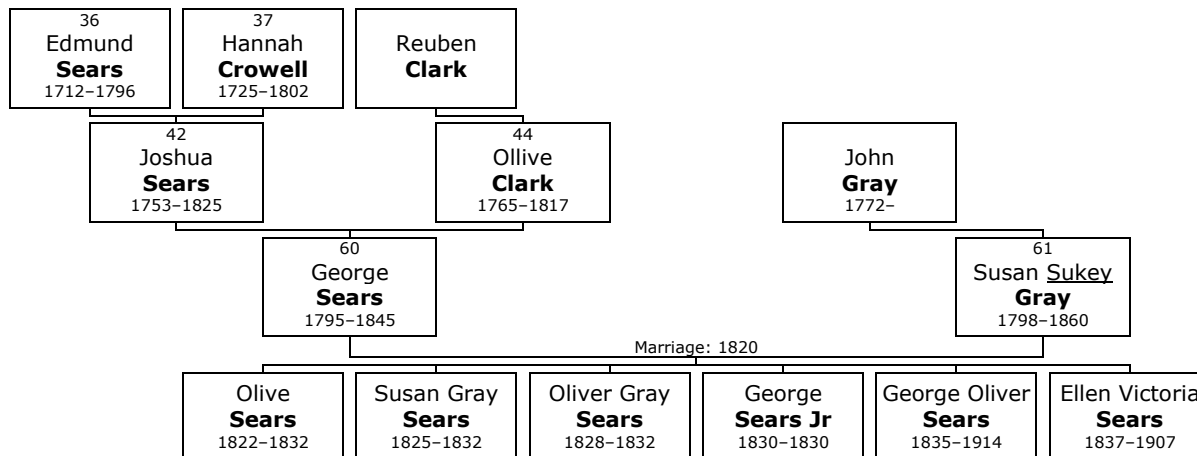 36
Edmund
Sears
1712–1796
37
Hannah
Crowell
1725–1802
Reuben
Clark
42
Joshua
Sears
1753–1825
44
Ollive
Clark
1765–1817
John
Gray
1772–
60
George
Sears
1795–1845
61
Susan Sukey
Gray
1798–1860
Marriage: 1820
Olive
Sears
1822–1832
Susan Gray
Sears
1825–1832
Oliver Gray
Sears
1828–1832
George
Sears Jr
1830–1830
George Oliver
Sears
1835–1914
Ellen Victoria
Sears
1837–1907